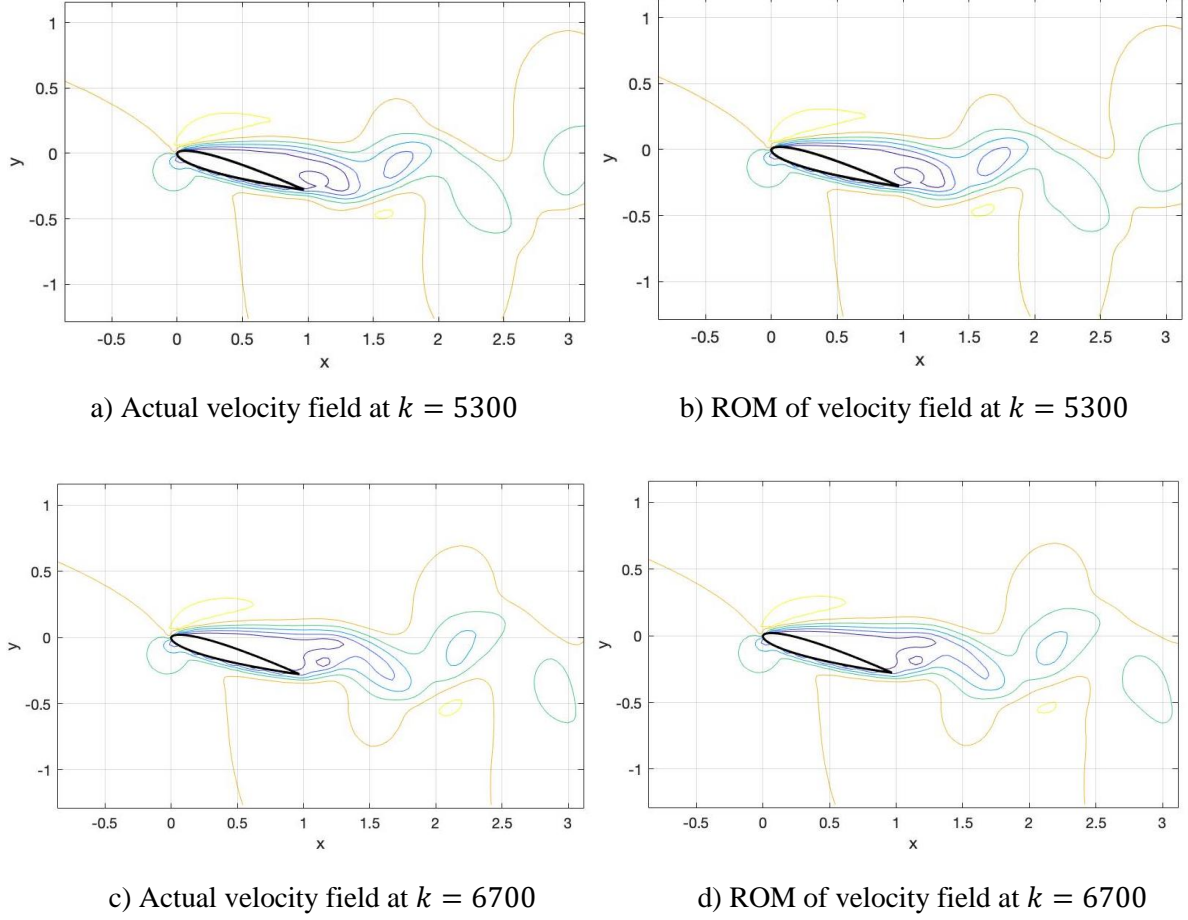 1
0.5
0
-0.5
-1
y
-0.5 0 0.5 1 1.5 2 2.5 3
x
a) Actual velocity field at k = 5300
1
0.5
0
-0.5
-1
y
-0.5 0 0.5 1 1.5 2 2.5 3
x
b) ROM of velocity field at k = 5300
1
0.5
0
-0.5
-1
y
-0.5 0 0.5 1 1.5 2 2.5 3
x
c) Actual velocity field at k = 6700
1
0.5
0
-0.5
-1
y
-0.5 0 0.5 1 1.5 2 2.5 3
x
d) ROM of velocity field at k = 6700